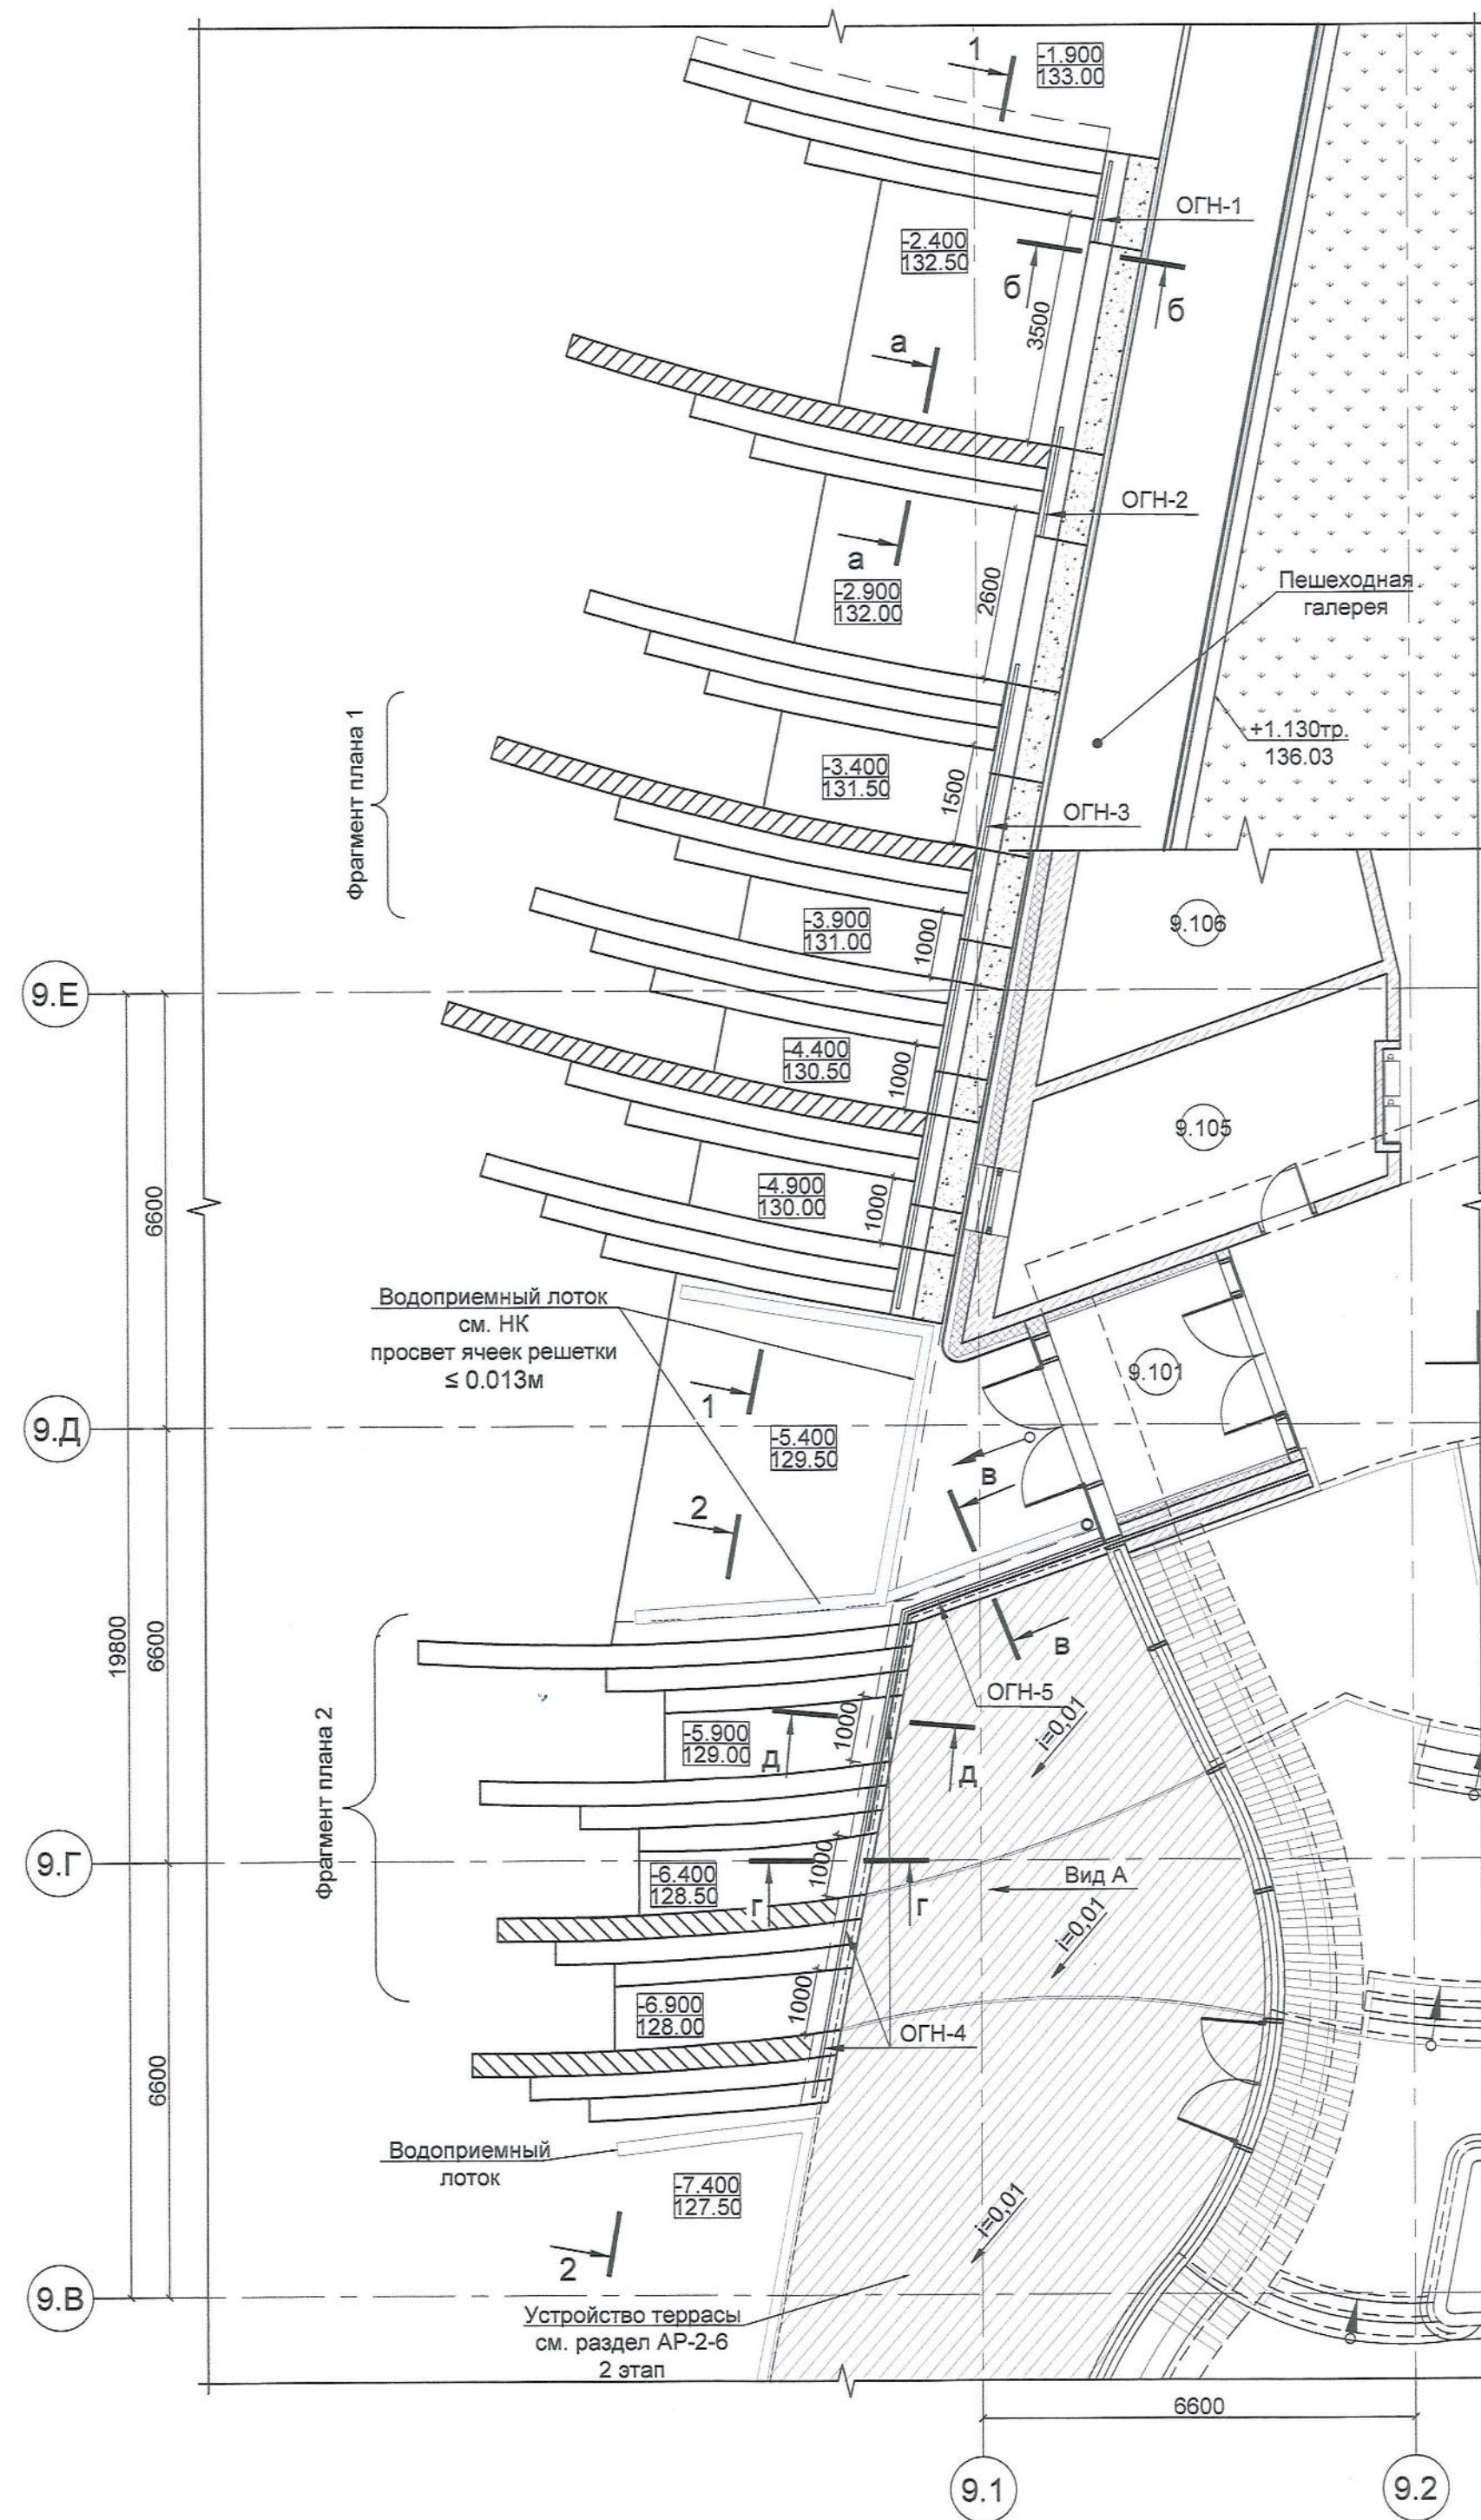 1
-1.900
133.00
ОГН-1
-2.400
132.50
б
б
3500
а
ОГН-2
а
-2.900
132.00
2600
Пешеходная
галерея
Фрагмент плана 1
+1.130тр.
136.03
-3.400
131.50
1500
ОГН-3
-3.900
131.00
1000
9.106
9.Е
-4.400
130.50
1000
9.105
-4.900
130.00
1000
6600
Водоприемный лоток
см. НК
просвет ячеек решетки
≤ 0.013м
9.101
1
9.Д
-5.400
129.50
в
2
19800
6600
в
ОГН-5
-5.900
129.00
1000
д
д
i=0,01
Фрагмент плана 2
9.Г
-6.400
128.50
1000
г
г
Вид А
i=0,01
-6.900
128.00
1000
ОГН-4
6600
Водоприемный
лоток
-7.400
127.50
i=0,01
2
9.В
Устройство террасы
см. раздел АР-2-6
2 этап
6600
9.1
9.2